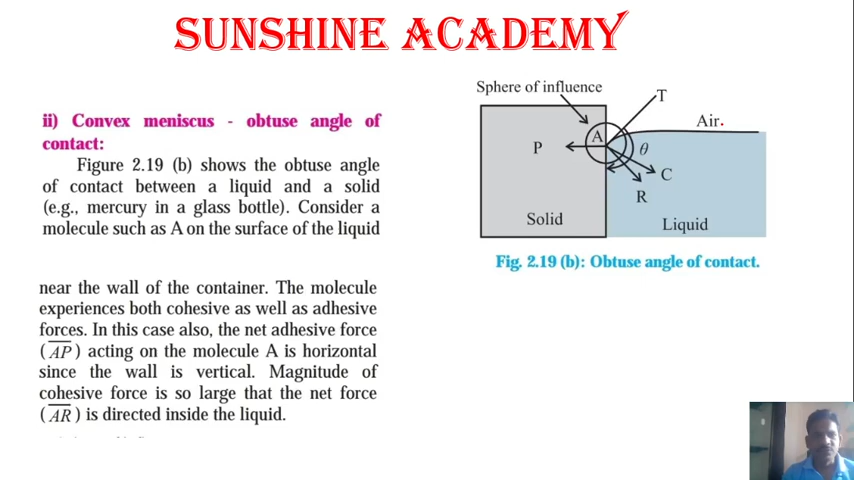 SUNSHINE ACADEMY
ii) Convex meniscus - obtuse angle of
contact:
Figure 2.19 (b) shows the obtuse angle
of contact between a liquid and a solid
(e.g., mercury in a glass bottle). Consider a
molecule such as A on the surface of the liquid
near the wall of the container. The molecule
experiences both cohesive as well as adhesive
forces. In this case also, the net adhesive force
(AP) acting on the molecule A is horizontal
since the wall is vertical. Magnitude of
cohesive force is so large that the net force
(AR) is directed inside the liquid.
Sphere of influence
T
Air
A
P
θ
C
R
Solid
Liquid
Fig. 2.19 (b): Obtuse angle of contact.